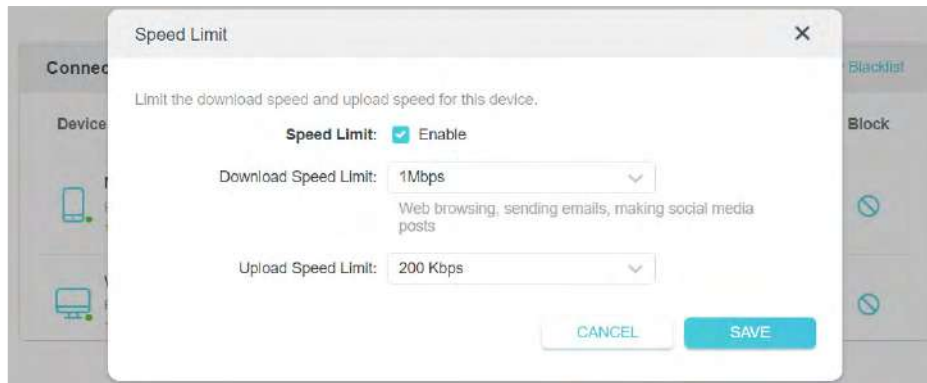 Speed Limit
Connec
Blacklist
Limit the download speed and upload speed for this device.
Device
Speed Limit: Enable
Block
Download Speed Limit: 1Mbps
Web browsing, sending emails, making social media
posts
Upload Speed Limit: 200 Kbps
CANCEL SAVE